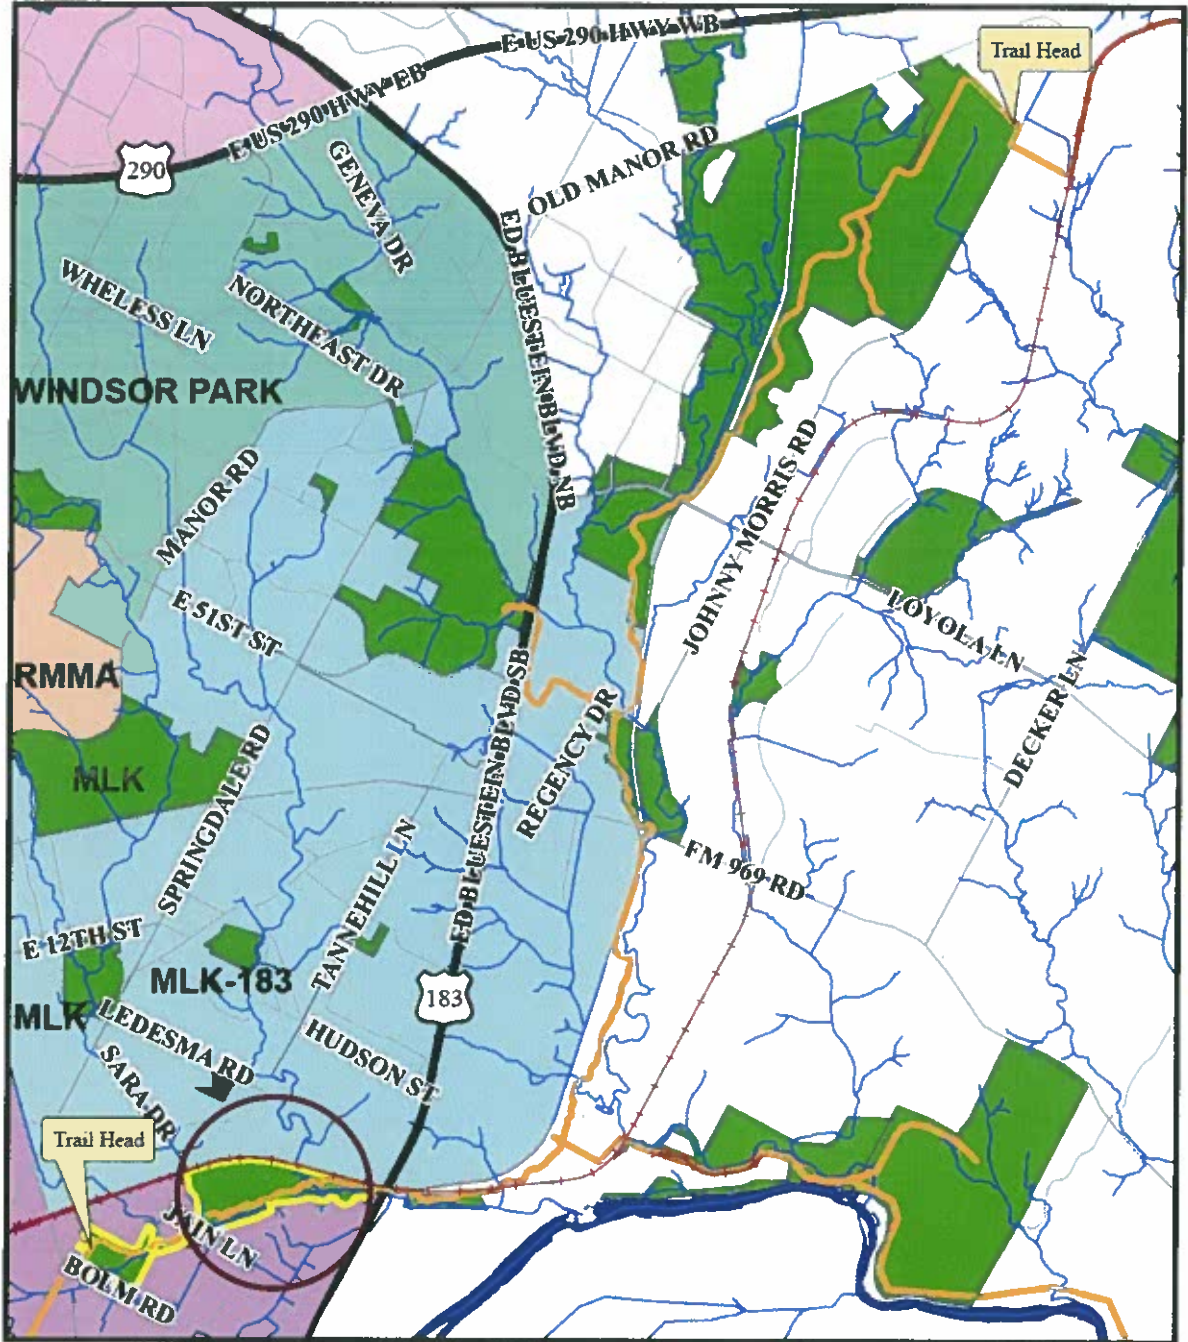 E US 290 HWY WB
Trail Head
E US 290 HWY EB
290
GENEVA DR
OLD MANOR RD
ED BLUESTEIN BLVD NB
WHELESS LN
NORTHEAST DR
WINDSOR PARK
MANOR RD
JOHNNY MORRIS RD
E 51ST ST
LOYOLA LN
RMMA
DECKER LN
ED BLUESTEIN BLVD SB
REGENCY DR
MLK
SPRINGDALE RD
TANNEHILL LN
FM 969 RD
E 12TH ST
MLK-183
183
MLK
LEDESMA RD
HUDSON ST
SARA DR
Trail Head
JAIN LN
BOLM RD